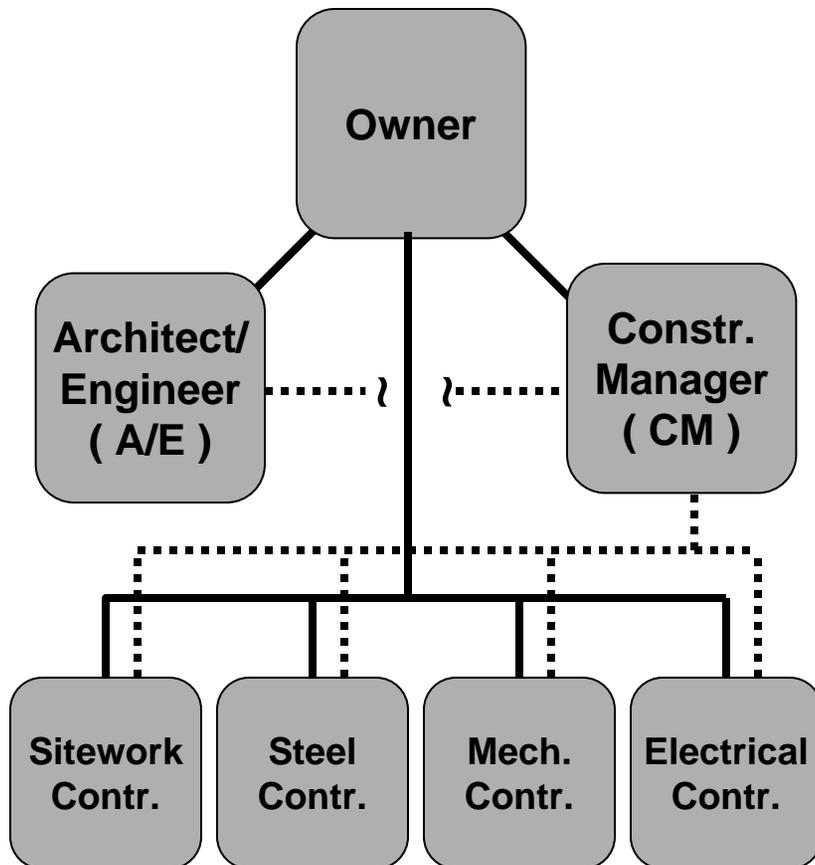 Owner
Architect/
Engineer
( A/E )
Constr.
Manager
( CM )
~
~
Sitework
Contr.
Steel
Contr.
Mech.
Contr.
Electrical
Contr.